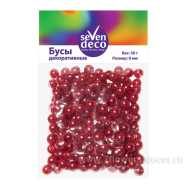 seven
deco
Бусы
декоративные
Вес: 50 г
Размер: 8 мм